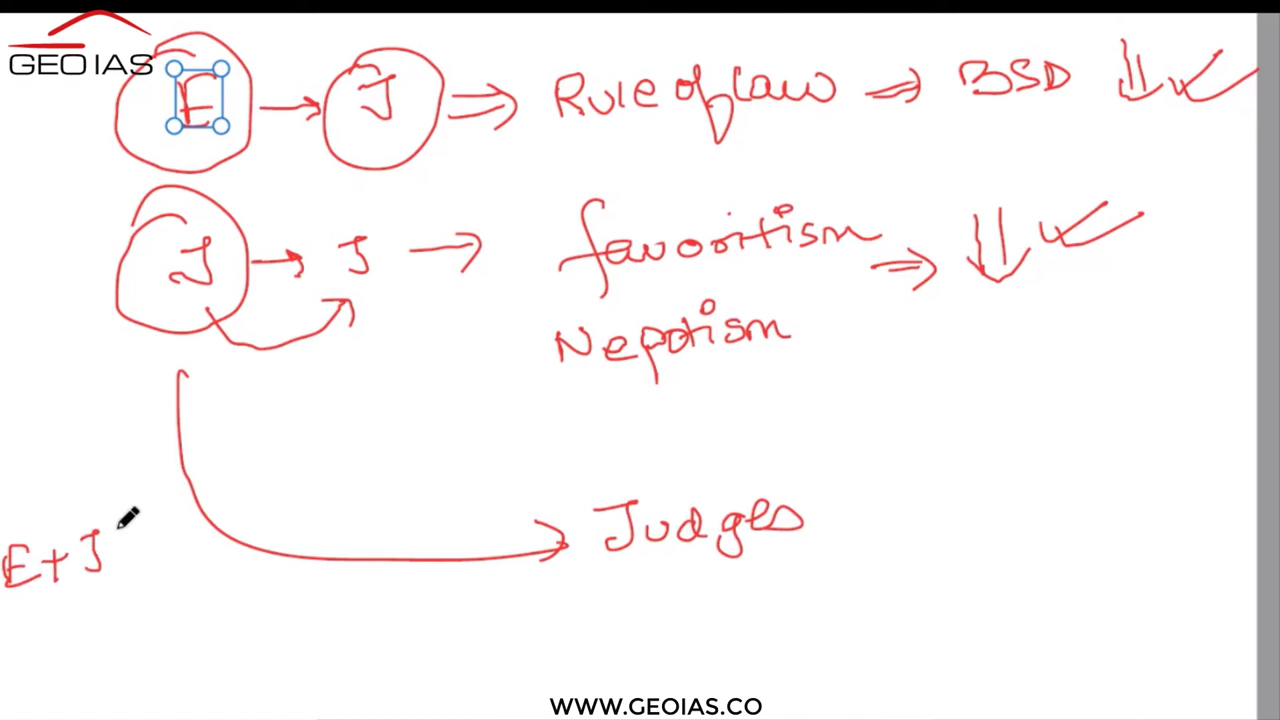 GEO IAS
E → J ⇒ Rule of law ⇒ BSD ⇓ ✓
J → J → favoritism ⇒ ⇓ ✓
Nepotism
Judges
E + J
WWW.GEOIAS.CO